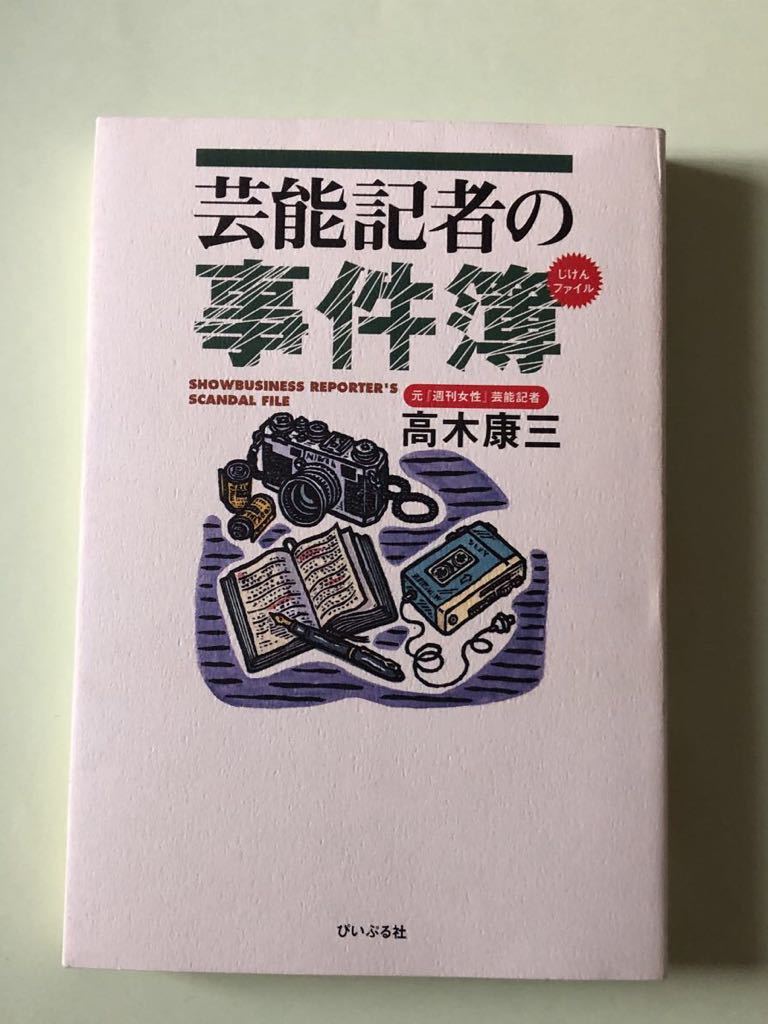 芸能記者の
事件簿
じけん
ファイル
SHOWBUSINESS REPORTER'S
SCANDAL FILE
元『週刊女性』芸能記者
高木康三
NIKON
ぴいぷる社